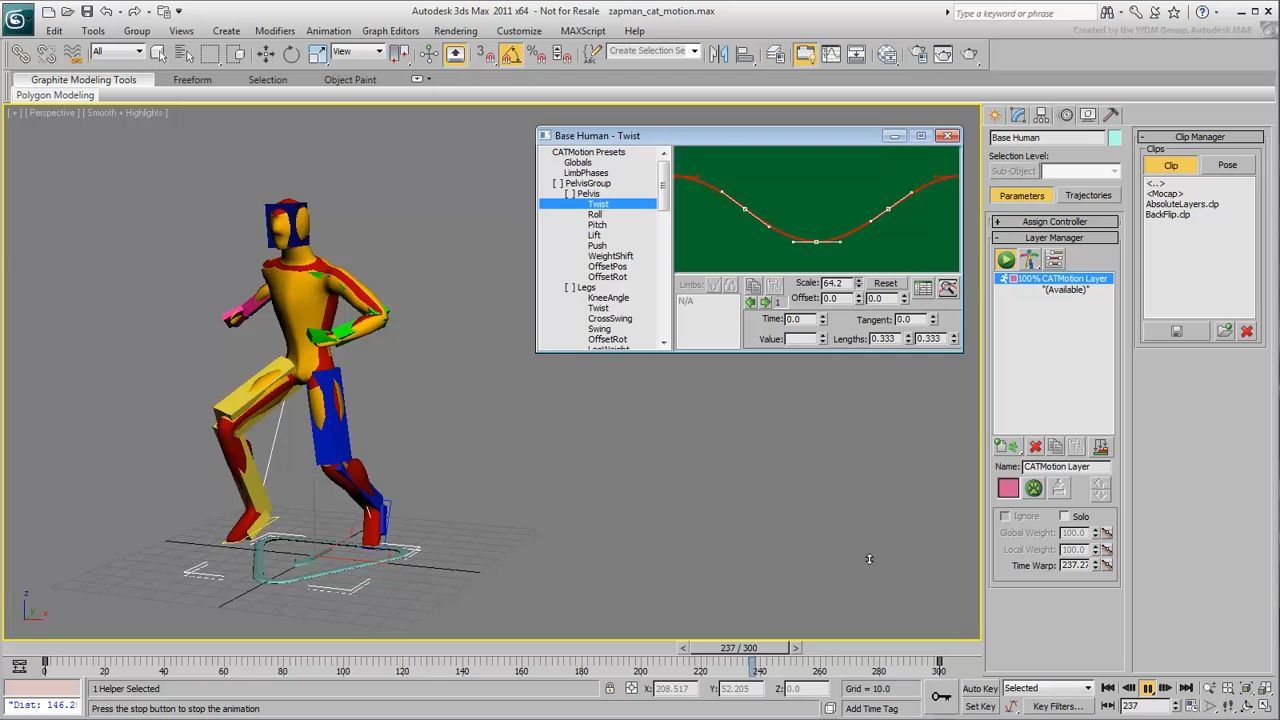 Autodesk 3ds Max 2011 x64 - Not for Resale zapman_cat_motion.max
Type a keyword or phrase
Edit Tools Group Views Create Modifiers Animation Graph Editors Rendering Customize MAXScript Help
Created by the WDM Group, Autodesk M&E
All View 3 Create Selection Se
Graphite Modeling Tools Freeform Selection Object Paint
Polygon Modeling
[ + ] [ Perspective ] [ Smooth + Highlights ]
Base Human - Twist
CATMotion Presets
Globals
LimbPhases
[ ] PelvisGroup
[ ] Pelvis
Twist
Roll
Pitch
Lift
Push
WeightShift
OffsetPos
OffsetRot
[ ] Legs
KneeAngle
Twist
CrossSwing
Swing
OffsetRot
LegWeight
Limbs:
N/A
Scale: 64.2 Reset
Offset: 0.0 0.0
1
Time: 0.0 Tangent: 0.0
Value: Lengths: 0.333 0.333
Base Human
Selection Level:
Sub-Object
Parameters Trajectories
+ Assign Controller
- Layer Manager
100% CATMotion Layer
"(Available)"
Name: CATMotion Layer
Ignore Solo
Global Weight: 100.0
Local Weight: 100.0
Time Warp: 237.27
- Clip Manager
Clips
Clip Pose
<..>
<Mocap>
AbsoluteLayers.clp
BackFlip.clp
z
y
x
< 237 / 300 >
0 20 40 60 80 100 120 140 160 180 200 220 240 260 280 300
1 Helper Selected X: 208.517 Y: 52.205 Z: 0.0 Grid = 10.0 Auto Key Selected
"Dist: 146.2 Press the stop button to stop the animation Add Time Tag Set Key Key Filters... 237